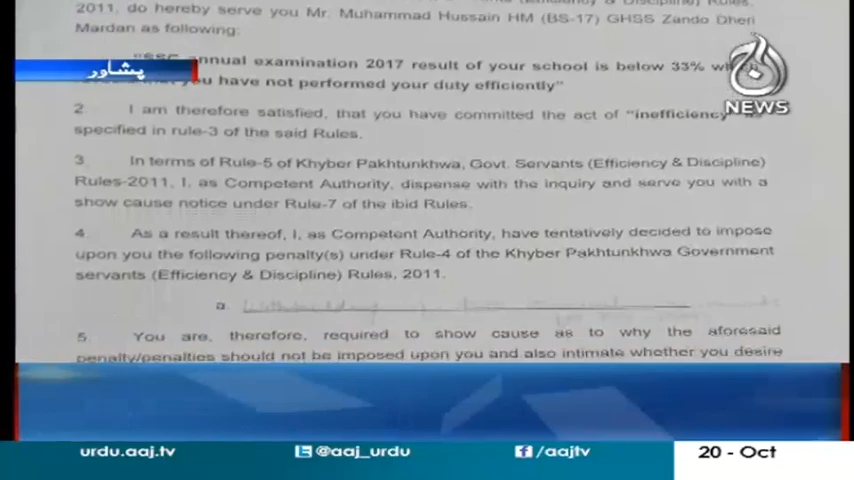 2011, do hereby serve you Mr. Muhammad Hussain HM (BS-17) GHSS Zando Dheri
Mardan as following:
"SSC annual examination 2017 result of your school is below 33%
you have not performed your duty efficiently"
پشاور
آج
NEWS
2. I am therefore satisfied, that you have committed the act of "inefficiency" as
specified in rule-3 of the said Rules.
3. In terms of Rule-5 of Khyber Pakhtunkhwa, Govt. Servants (Efficiency & Discipline)
Rules-2011, I, as Competent Authority, dispense with the inquiry and serve you with a
show cause notice under Rule-7 of the ibid Rules.
4. As a result thereof, I, as Competent Authority, have tentatively decided to impose
upon you the following penalty(s) under Rule-4 of the Khyber Pakhtunkhwa Government
servants (Efficiency & Discipline) Rules, 2011.
a.
5. You are, therefore, required to show cause as to why the aforesaid
penalty/penalties should not be imposed upon you and also intimate whether you desire
urdu.aaj.tv
@aaj_urdu
/aajtv
20 - Oct